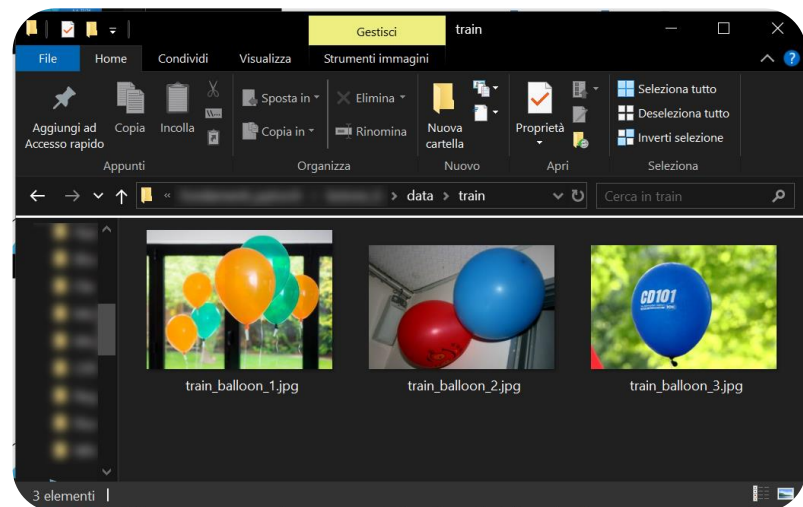 Gestisci
train
File
Home
Condividi
Visualizza
Strumenti immagini
Aggiungi ad
Accesso rapido
Copia
Incolla
Sposta in
Copia in
Elimina
Rinomina
Nuova
cartella
Proprietà
Seleziona tutto
Deseleziona tutto
Inverti selezione
Appunti
Organizza
Nuovo
Apri
Seleziona
« › data › train
Cerca in train
CD101
train_balloon_1.jpg
train_balloon_2.jpg
train_balloon_3.jpg
3 elementi